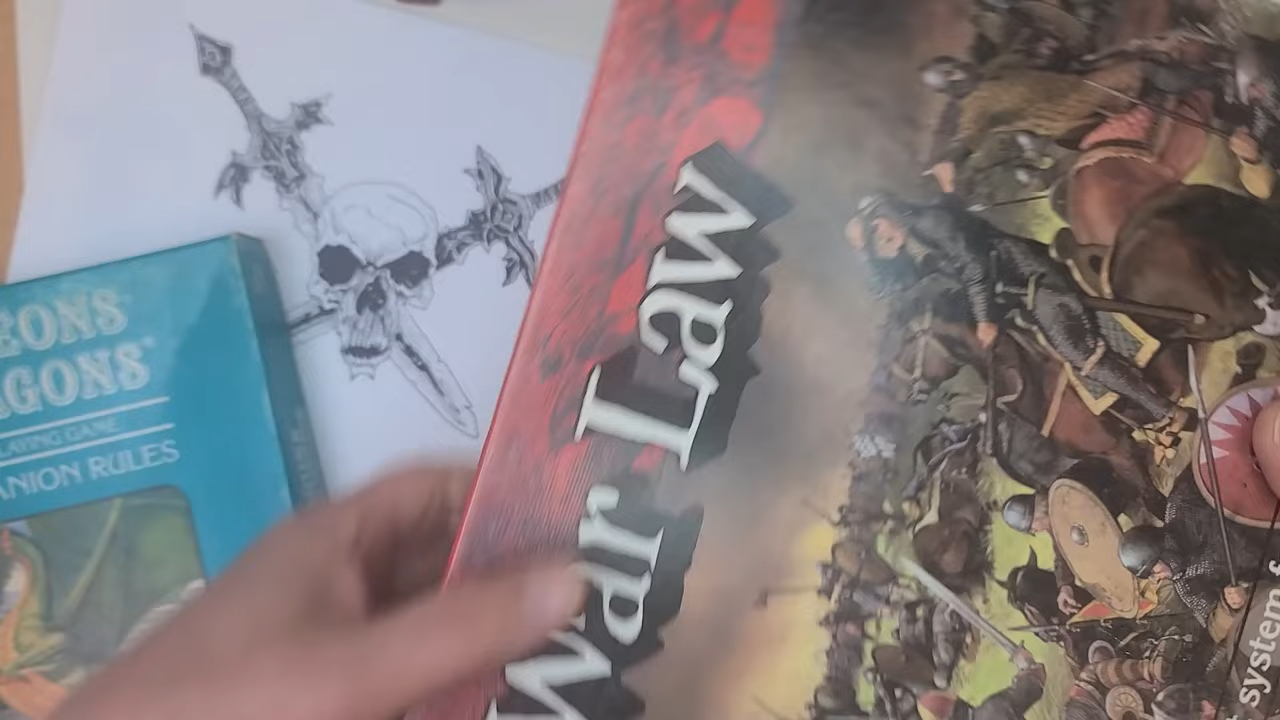 EONS
AGONS
LAYING GAME
ANION RULES
War Law
system f